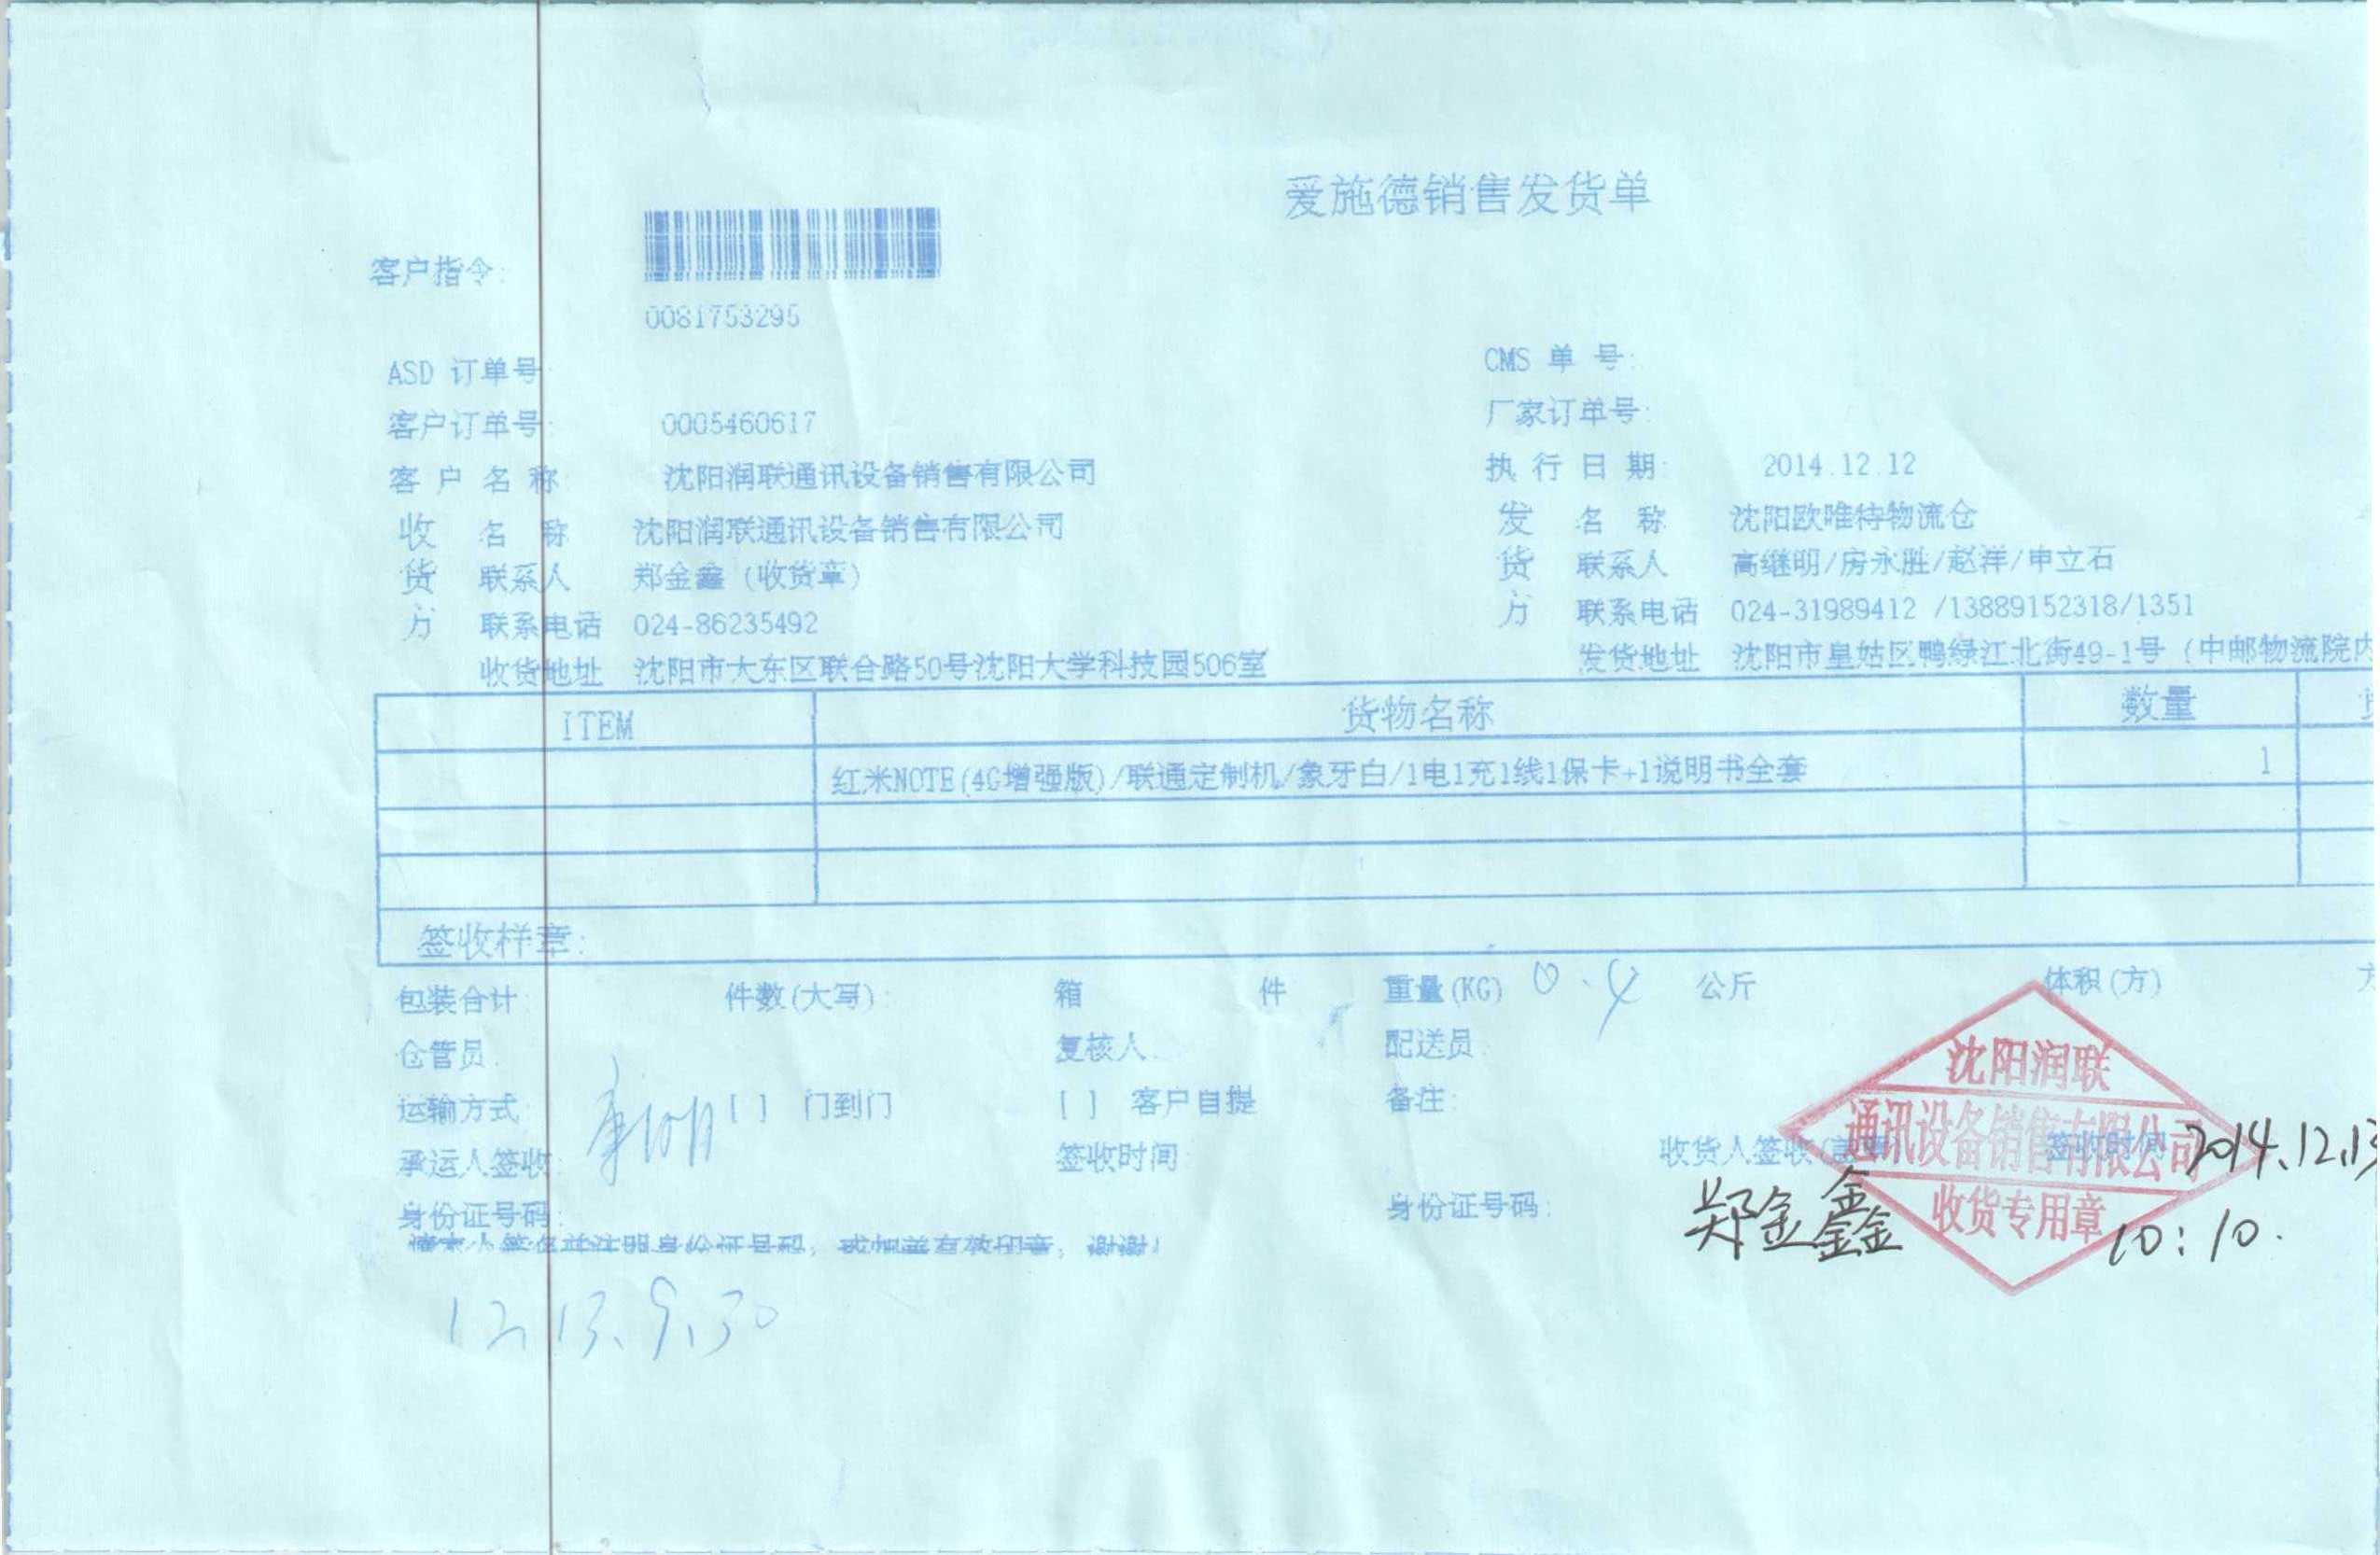 爱施德销售发货单
客户指令:
0081753295
ASD 订单号 CMS 单 号:
客户订单号: 0005460617 厂家订单号:
客 户 名 称 沈阳润联通讯设备销售有限公司 执 行 日 期: 2014.12.12
收 名 称 沈阳润联通讯设备销售有限公司 发 名 称 沈阳欧唯特物流仓
货 联系人 郑金鑫 (收货章) 货 联系人 高继明/房永胜/赵祥/申立石
方 联系电话 024-86235492 方 联系电话 024-31989412 /13889152318/1351
收货地址 沈阳市大东区联合路50号沈阳大学科技园506室 发货地址 沈阳市皇姑区鸭绿江北街49-1号 (中邮物流院内
ITEM 货物名称 数量
红米NOTE(4G增强版)/联通定制机/象牙白/1电1充1线1保卡+1说明书全套 1
签收样章:
包装合计: 件数(大写): 箱 件 重量(KG) 0.4 公斤 体积(方)
仓管员: 复核人: 配送员:
运输方式: [ ] 门到门 [ ] 客户自提 备注:
承运人签收: 签收时间 收货人签收 签收时间 2014.12.13
身份证号码: 身份证号码: 郑金鑫 10:10.
沈阳润联
通讯设备销售有限公司
收货专用章
12.13.9.30